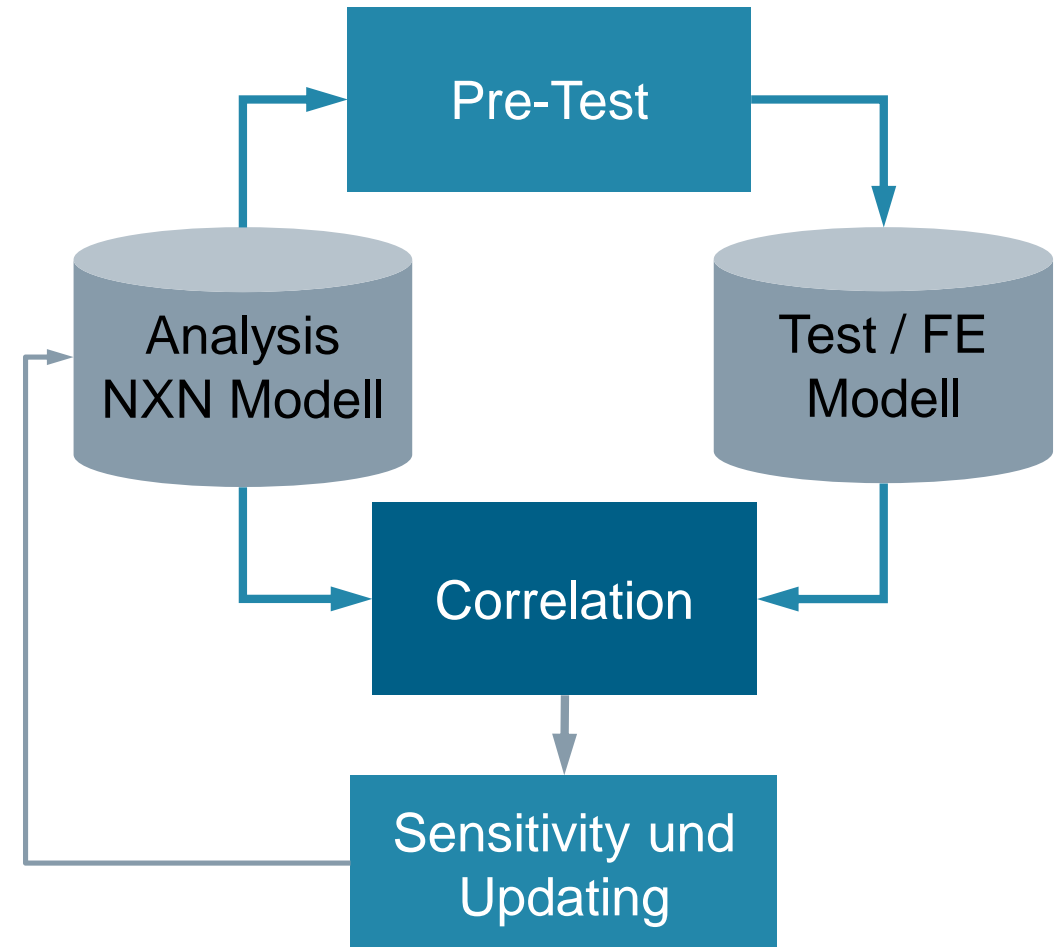 Pre-Test
Analysis
NXN Modell
Test / FE
Modell
Correlation
Sensitivity und
Updating